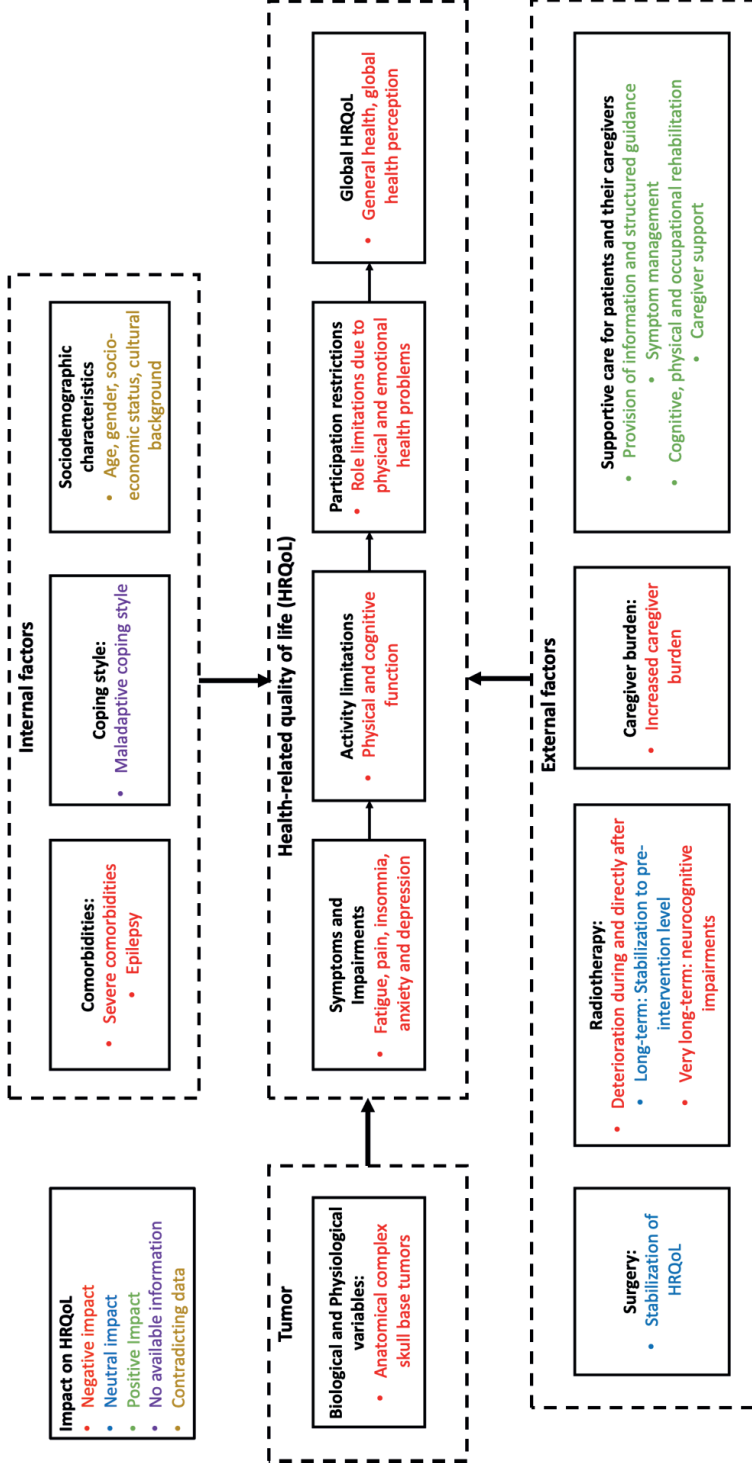 Impact on HRQoL
• Negative impact
• Neutral impact
• Positive Impact
• No available information
• Contradicting data
Internal factors
Comorbidities:
• Severe comorbidities
• Epilepsy
Coping style:
• Maladaptive coping style
Sociodemographic
characteristics
• Age, gender, socio-
economic status, cultural
background
Tumor
Biological and Physiological
variables:
• Anatomical complex
skull base tumors
Health-related quality of life (HRQoL)
Symptoms and
Impairments
• Fatigue, pain, insomnia,
anxiety and depression
Activity limitations
• Physical and cognitive
function
Participation restrictions
• Role limitations due to
physical and emotional
health problems
Global HRQoL
• General health, global
health perception
External factors
Surgery:
• Stabilization of
HRQoL
Radiotherapy:
• Deterioration during and directly after
• Long-term: Stabilization to pre-
intervention level
• Very long-term: neurocognitive
impairments
Caregiver burden:
• Increased caregiver
burden
Supportive care for patients and their caregivers
• Provision of information and structured guidance
• Symptom management
• Cognitive, physical and occupational rehabilitation
• Caregiver support